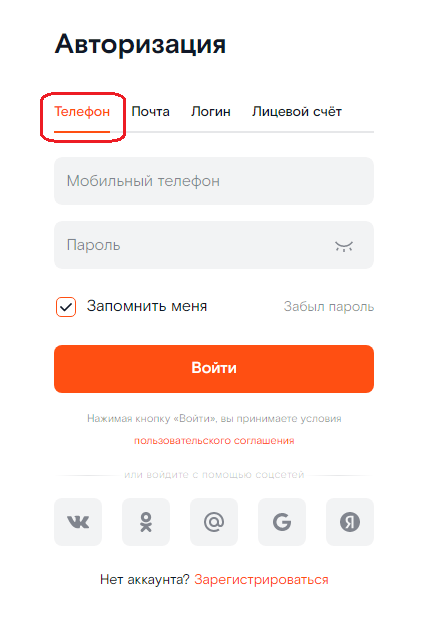 Авторизация
Телефон Почта Логин Лицевой счёт
Мобильный телефон
Пароль
Запомнить меня Забыл пароль
Войти
Нажимая кнопку «Войти», вы принимаете условия
пользовательского соглашения
или войдите с помощью соцсетей
Нет аккаунта? Зарегистрироваться